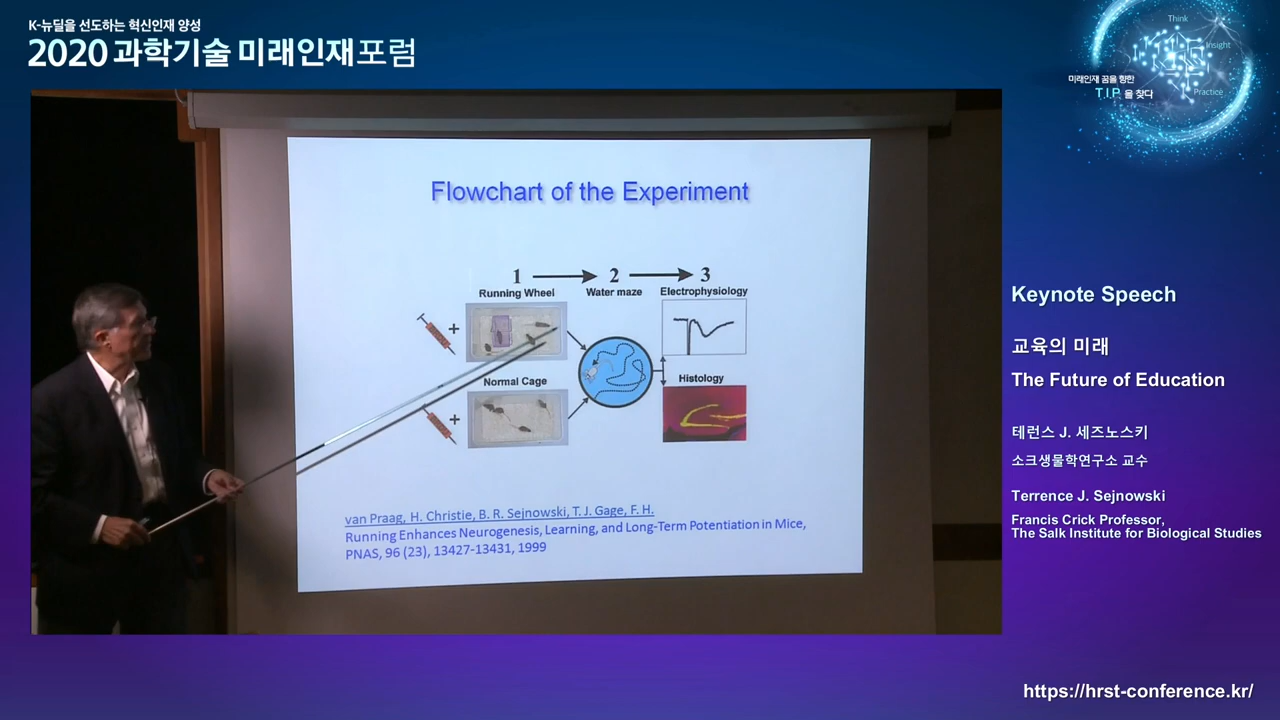 K-뉴딜을 선도하는 혁신인재 양성
2020 과학기술 미래인재포럼
Think
Insight
미래인재 꿈을 향한
T.I.P 을 찾다
Practice
Flowchart of the Experiment
1 2 3
Running Wheel Water maze Electrophysiology
+
Normal Cage Histology
+
van Praag, H. Christie, B. R. Sejnowski, T. J. Gage, F. H.
Running Enhances Neurogenesis, Learning, and Long-Term Potentiation in Mice,
PNAS, 96 (23), 13427-13431, 1999
Keynote Speech
교육의 미래
The Future of Education
테런스 J. 세즈노스키
소크생물학연구소 교수
Terrence J. Sejnowski
Francis Crick Professor,
The Salk Institute for Biological Studies
https://hrst-conference.kr/